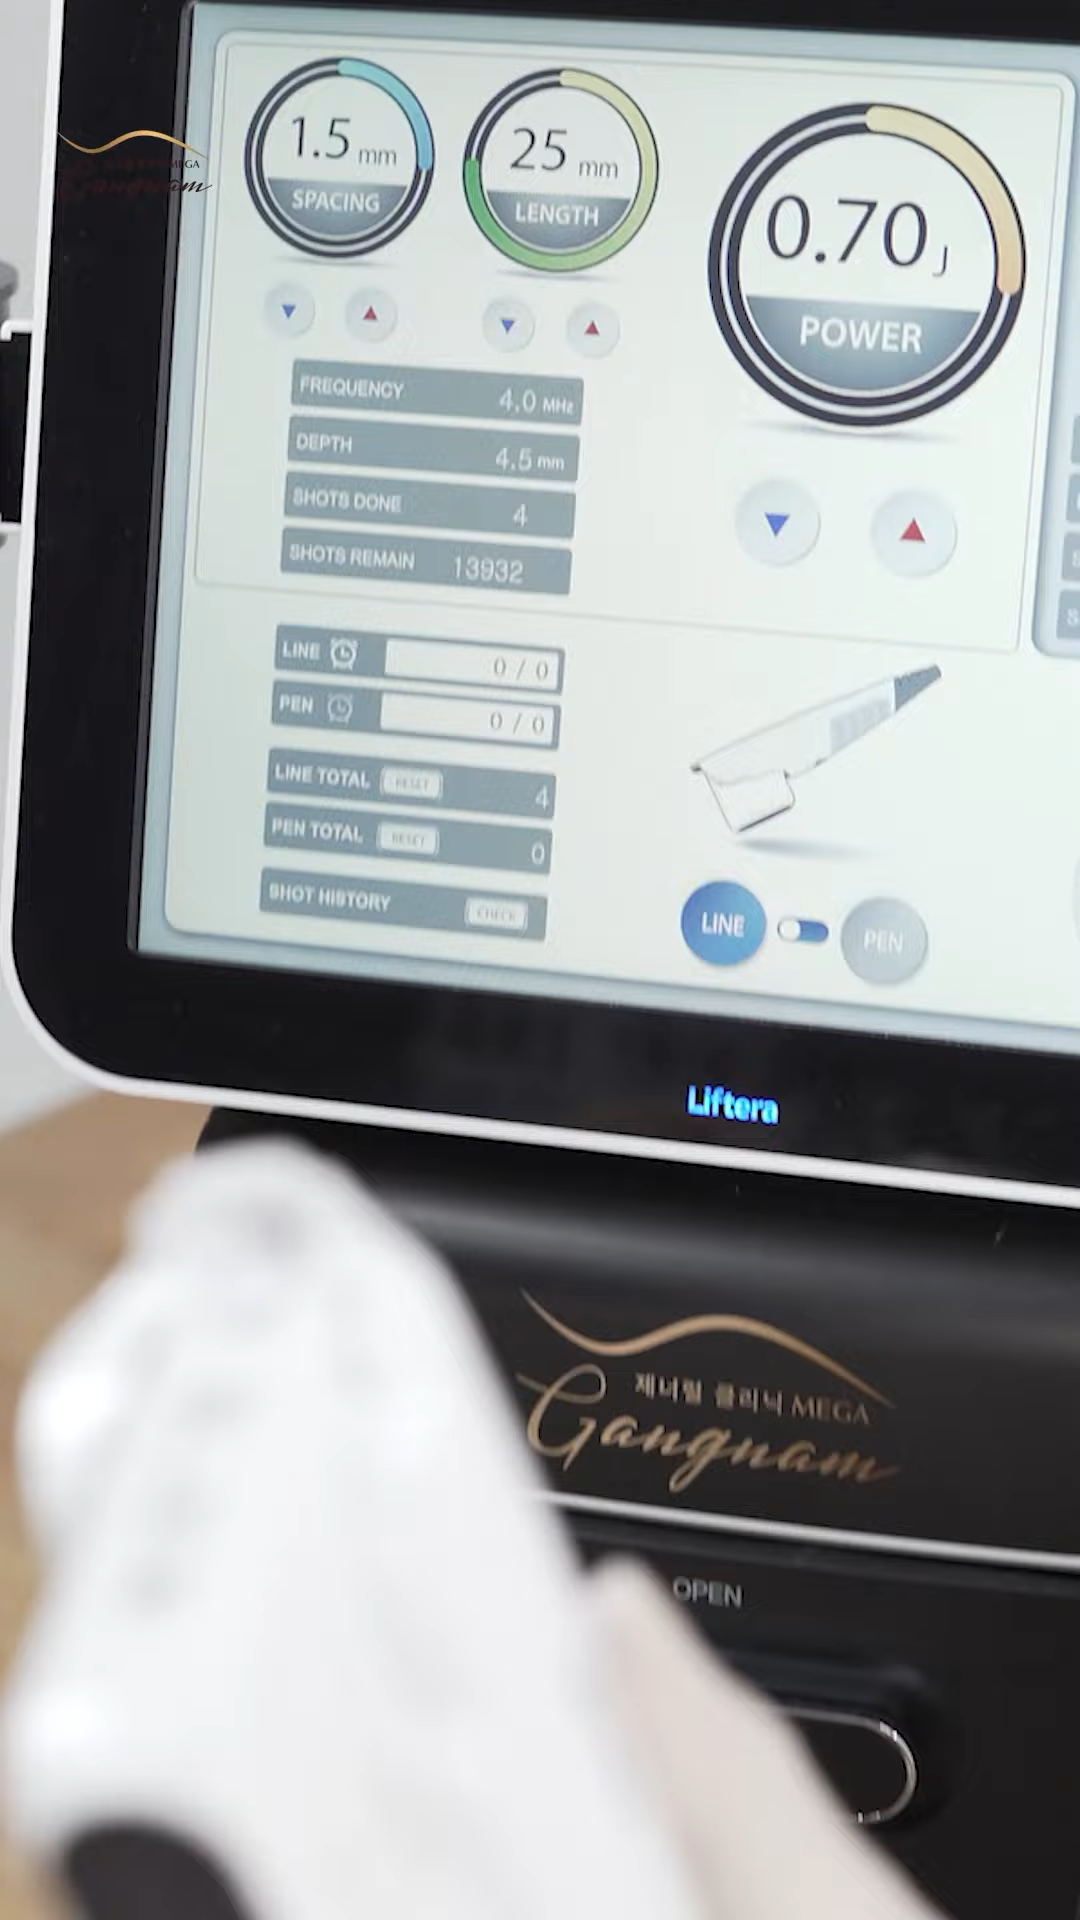 1.5 mm
SPACING
25 mm
LENGTH
0.70 J
POWER
FREQUENCY 4.0 MHz
DEPTH 4.5 mm
SHOTS DONE 4
SHOTS REMAIN 13932
LINE 0 / 0
PEN 0 / 0
LINE TOTAL RESET 4
PEN TOTAL RESET 0
SHOT HISTORY CHECK
LINE PEN
Liftera
제너럴 클리닉 MEGA
Gangnam
OPEN
MEGA
Gangnam